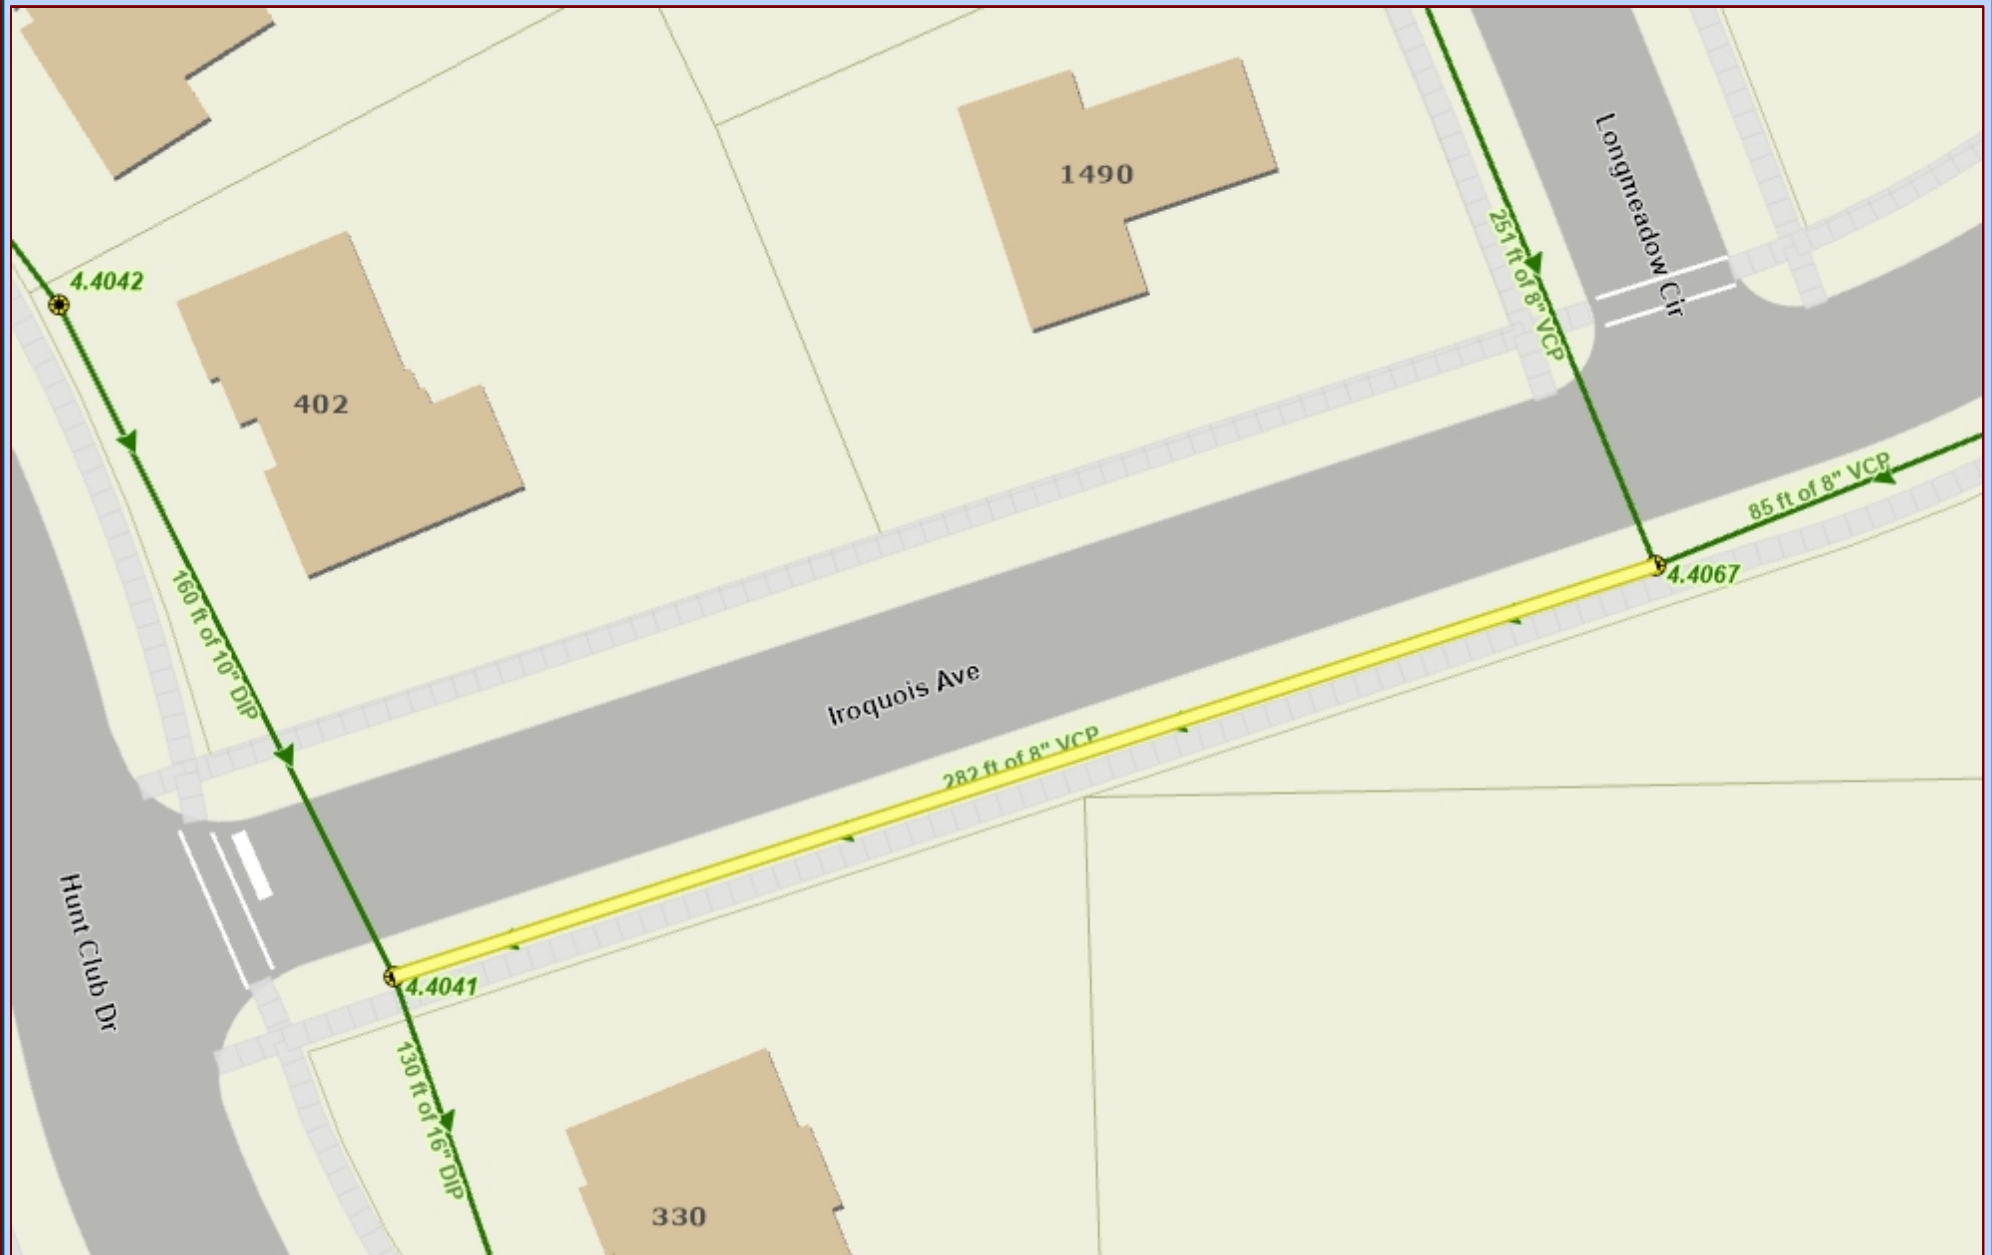 1490
Longmeadow Cir
251 ft of 8" VCP
4.4042
402
85 ft of 8" VCP
4.4067
160 ft of 10" DIP
Iroquois Ave
282 ft of 8" VCP
Hunt Club Dr
4.4041
130 ft of 16" DIP
330